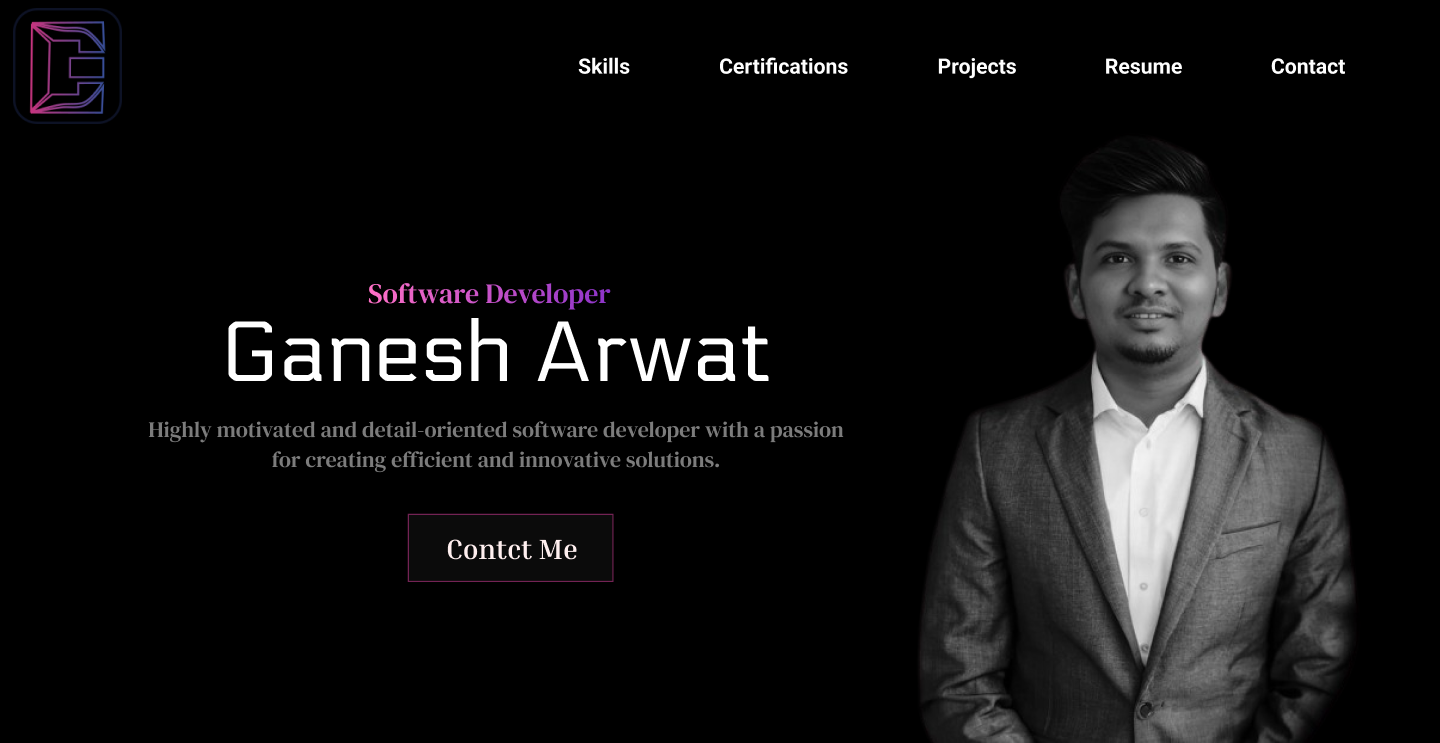 E
Skills Certifications Projects Resume Contact
Software Developer
Ganesh Arwat
Highly motivated and detail-oriented software developer with a passion
for creating efficient and innovative solutions.
Contct Me